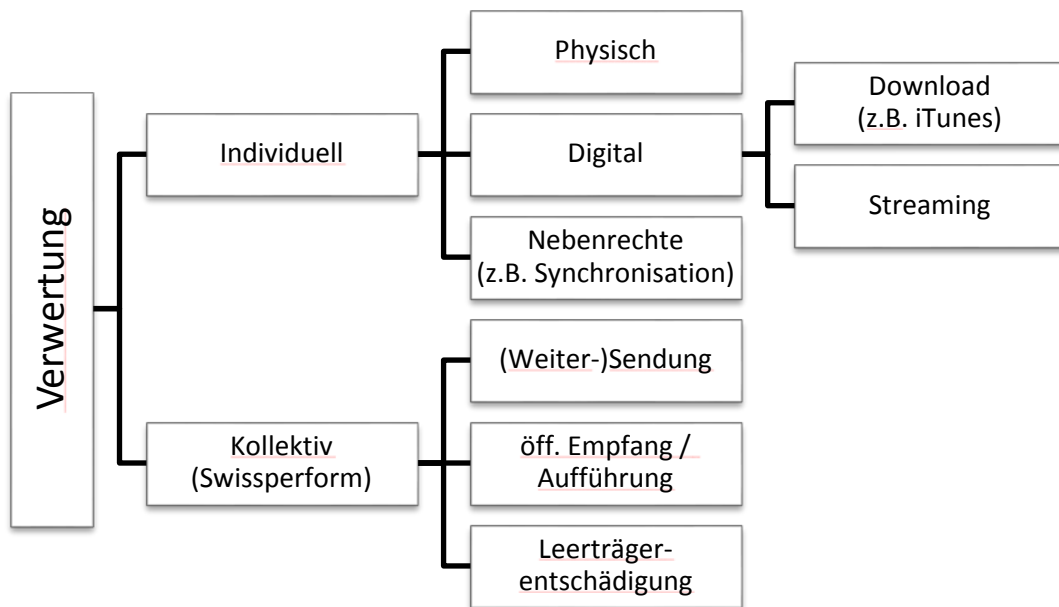 Verwertung
Individuell
Physisch
Digital
Download
(z.B. iTunes)
Streaming
Nebenrechte
(z.B. Synchronisation)
Kollektiv
(Swissperform)
(Weiter-)Sendung
öff. Empfang /
Aufführung
Leerträger-
entschädigung